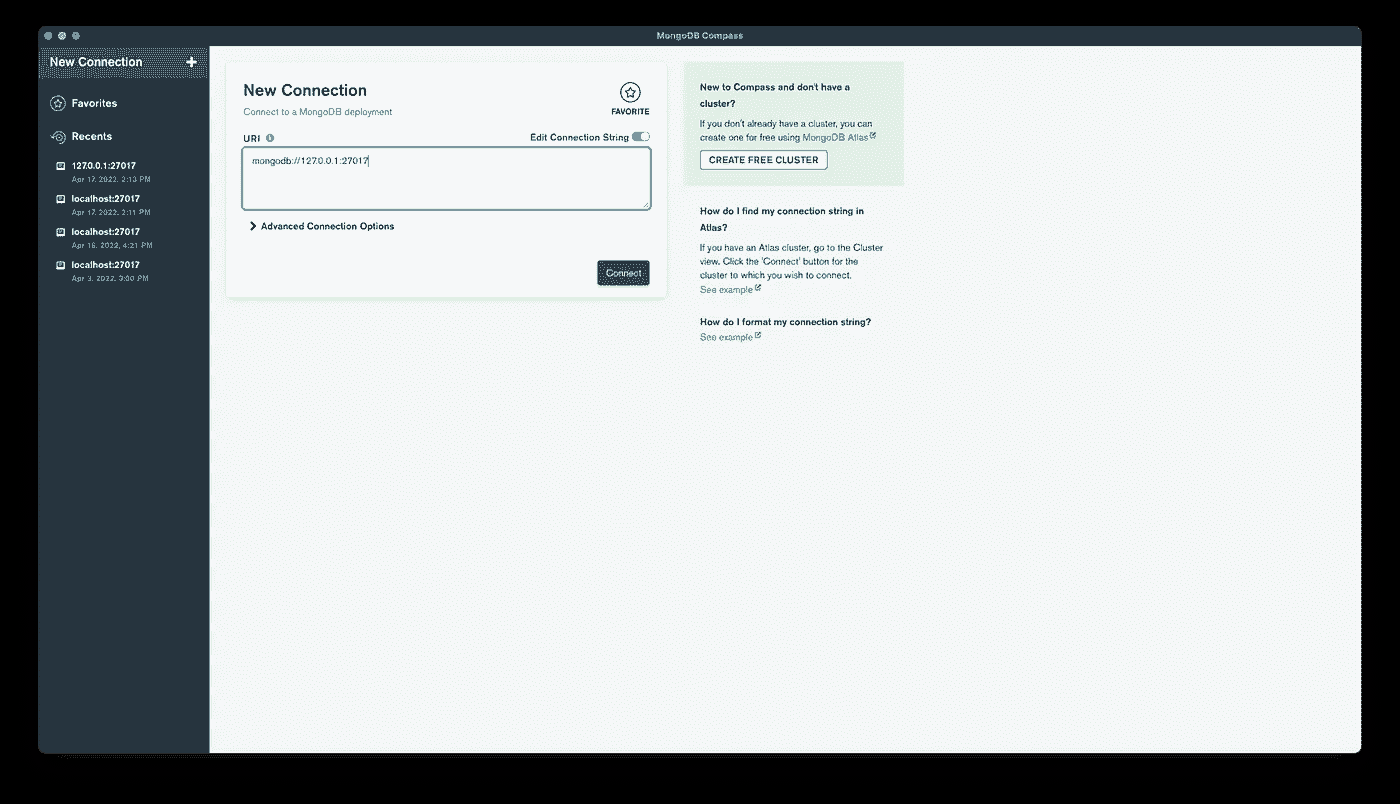 MongoDB Compass
New Connection
Favorites
Recents
127.0.0.1:27017
Apr 17, 2022, 2:13 PM
localhost:27017
Apr 17, 2022, 2:11 PM
localhost:27017
Apr 16, 2022, 4:21 PM
localhost:27017
Apr 3, 2022, 3:00 PM
New Connection
Connect to a MongoDB deployment
FAVORITE
URI
Edit Connection String
mongodb://127.0.0.1:27017
Advanced Connection Options
Connect
New to Compass and don't have a
cluster?
If you don't already have a cluster, you can
create one for free using MongoDB Atlas
CREATE FREE CLUSTER
How do I find my connection string in
Atlas?
If you have an Atlas cluster, go to the Cluster
view. Click the 'Connect' button for the
cluster to which you wish to connect.
See example
How do I format my connection string?
See example